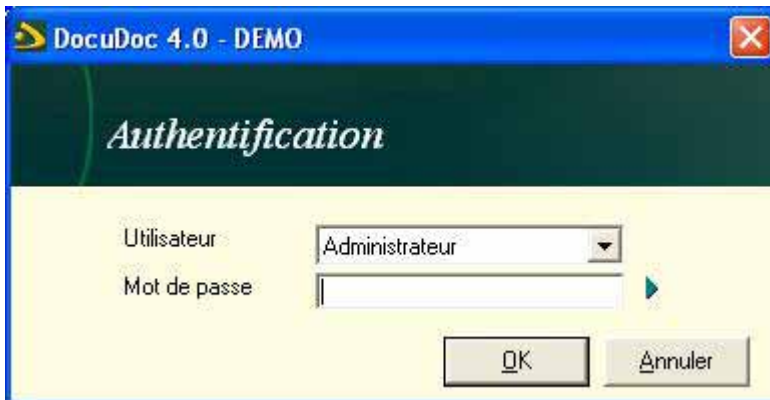 DocuDoc 4.0 - DEMO
Authentification
Utilisateur
Administrateur
Mot de passe
OK
Annuler